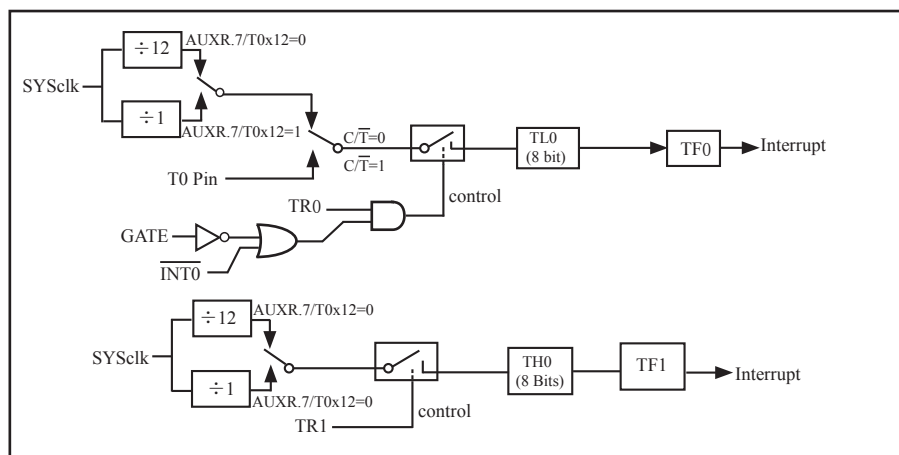 ÷12
AUXR.7/T0x12=0
SYSclk
÷1
AUXR.7/T0x12=1
C/T̅=0
C/T̅=1
T0 Pin
TL0
(8 bit)
TF0
Interrupt
control
TR0
GATE
I̅N̅T̅0̅
÷12
AUXR.7/T0x12=0
SYSclk
÷1
AUXR.7/T0x12=0
TH0
(8 Bits)
TF1
Interrupt
control
TR1